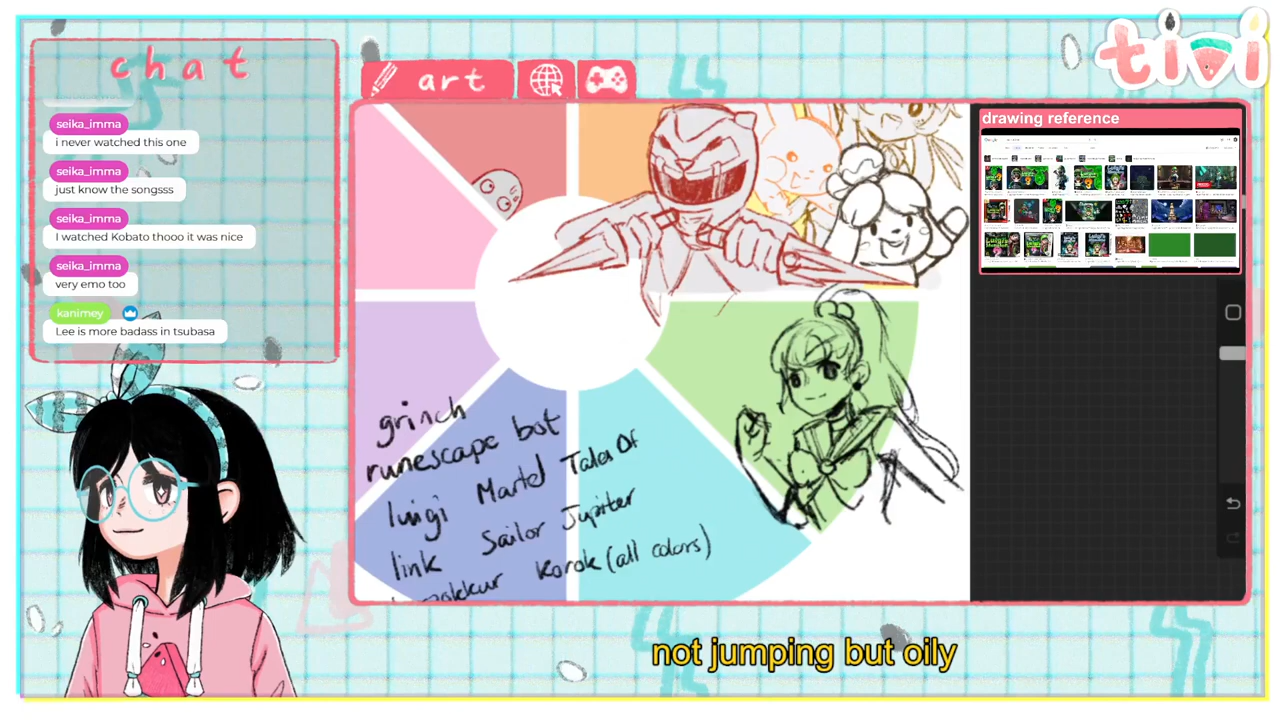 chat
seika_imma
i never watched this one
seika_imma
just know the songsss
seika_imma
I watched Kobato thooo it was nice
seika_imma
very emo too
kanimey
Lee is more badass in tsubasa
art
tivi
drawing reference
grinch
runescape bot
luigi Martel Tales Of
link Sailor Jupiter
Korok (all colors)
not jumping but oily